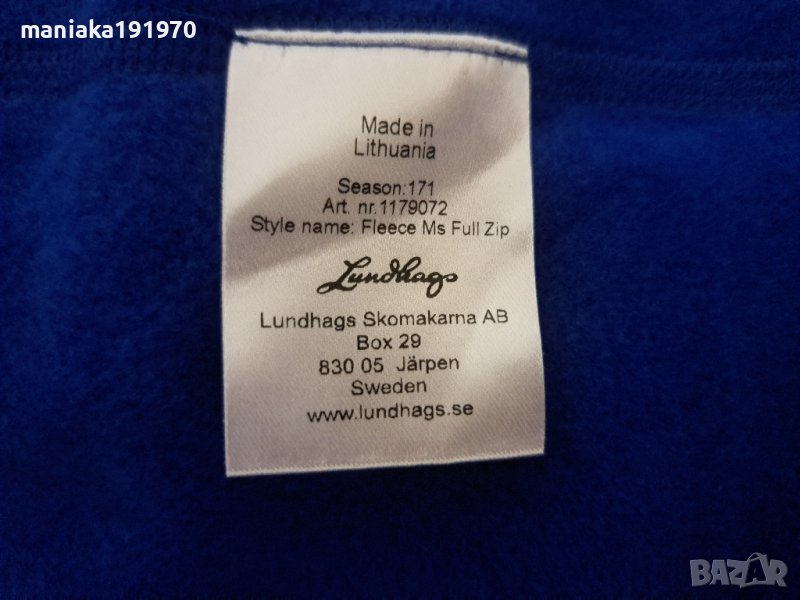 maniaka191970
Made in
Lithuania
Season:171
Art. nr.1179072
Style name: Fleece Ms Full Zip
Lundhags
Lundhags Skomakarna AB
Box 29
830 05 Järpen
Sweden
www.lundhags.se
BAZAR